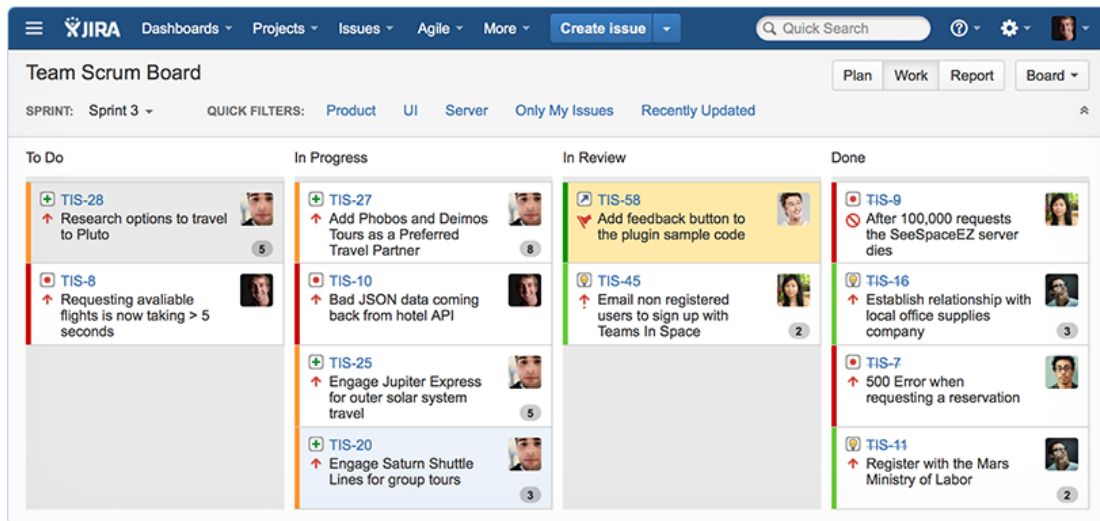 JIRA Dashboards Projects Issues Agile More Create issue Quick Search
Team Scrum Board Plan Work Report Board
SPRINT: Sprint 3 QUICK FILTERS: Product UI Server Only My Issues Recently Updated
To Do
TIS-28
Research options to travel
to Pluto
5
TIS-8
Requesting avaliable
flights is now taking > 5
seconds
In Progress
TIS-27
Add Phobos and Deimos
Tours as a Preferred
Travel Partner
8
TIS-10
Bad JSON data coming
back from hotel API
TIS-25
Engage Jupiter Express
for outer solar system
travel
5
TIS-20
Engage Saturn Shuttle
Lines for group tours
3
In Review
TIS-58
Add feedback button to
the plugin sample code
TIS-45
Email non registered
users to sign up with
Teams In Space
2
Done
TIS-9
After 100,000 requests
the SeeSpaceEZ server
dies
TIS-16
Establish relationship with
local office supplies
company
3
TIS-7
500 Error when
requesting a reservation
TIS-11
Register with the Mars
Ministry of Labor
2